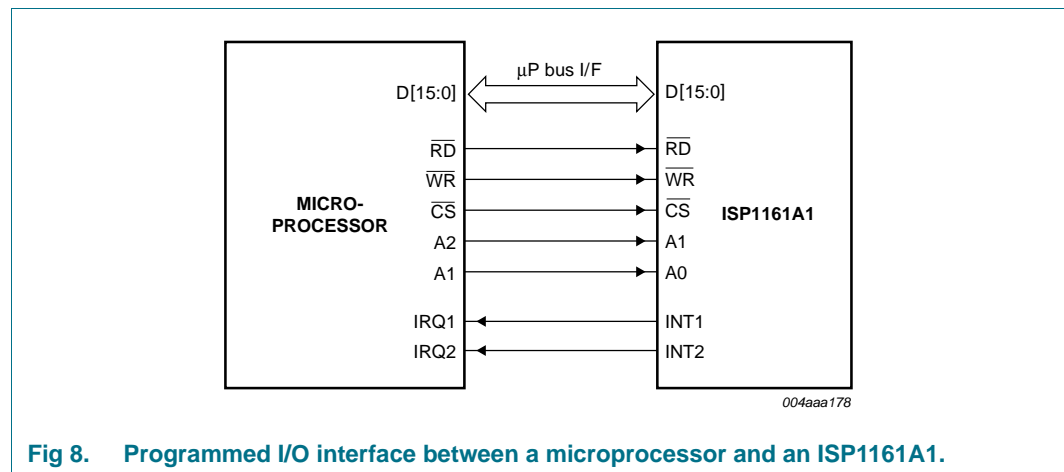 μP bus I/F
D[15:0] D[15:0]
RD RD
WR WR
MICRO-
PROCESSOR
CS CS
ISP1161A1
A2 A1
A1 A0
IRQ1 INT1
IRQ2 INT2
004aaa178
Fig 8. Programmed I/O interface between a microprocessor and an ISP1161A1.